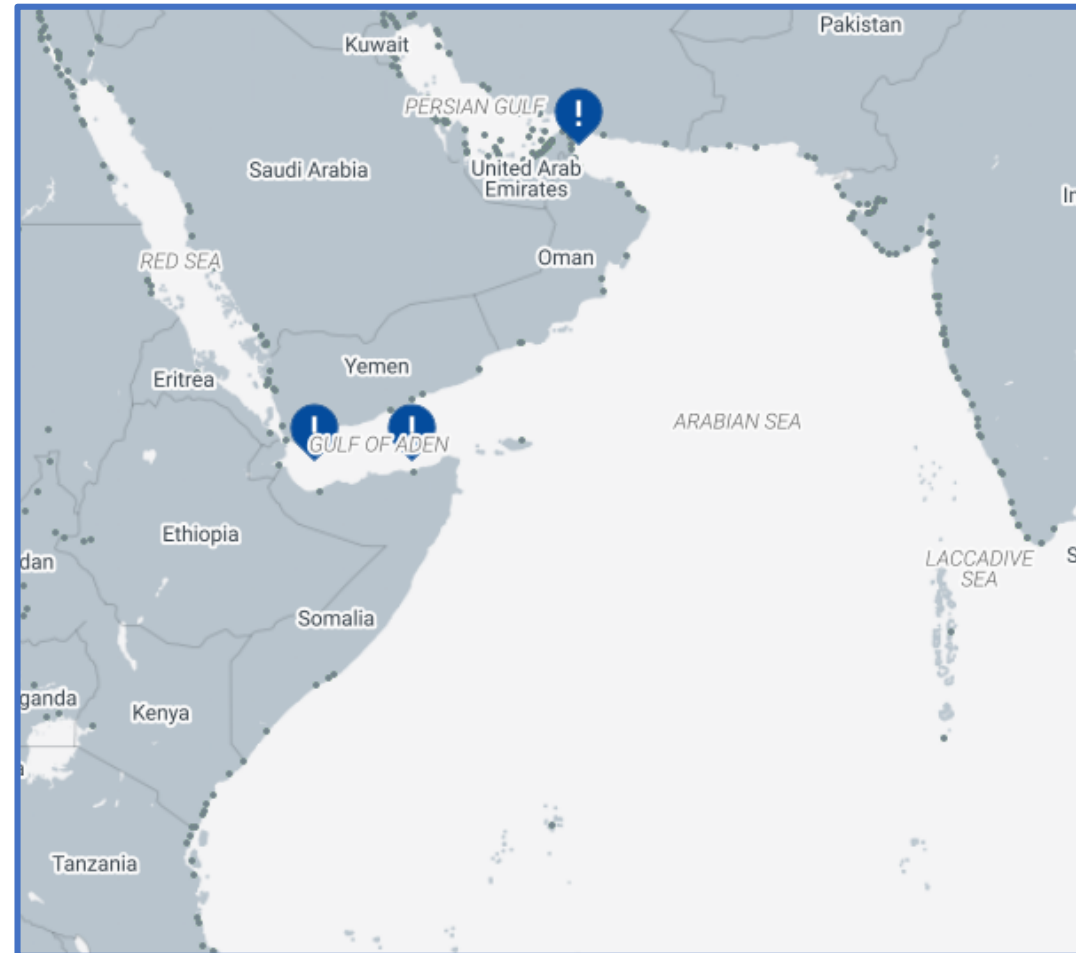 Pakistan
Kuwait
PERSIAN GULF
!
Saudi Arabia
United Arab
Emirates
In
Oman
RED SEA
Yemen
Eritrea
ARABIAN SEA
!
!
GULF OF ADEN
Ethiopia
dan
LACCADIVE
SEA
S
Somalia
ganda
Kenya
a
Tanzania